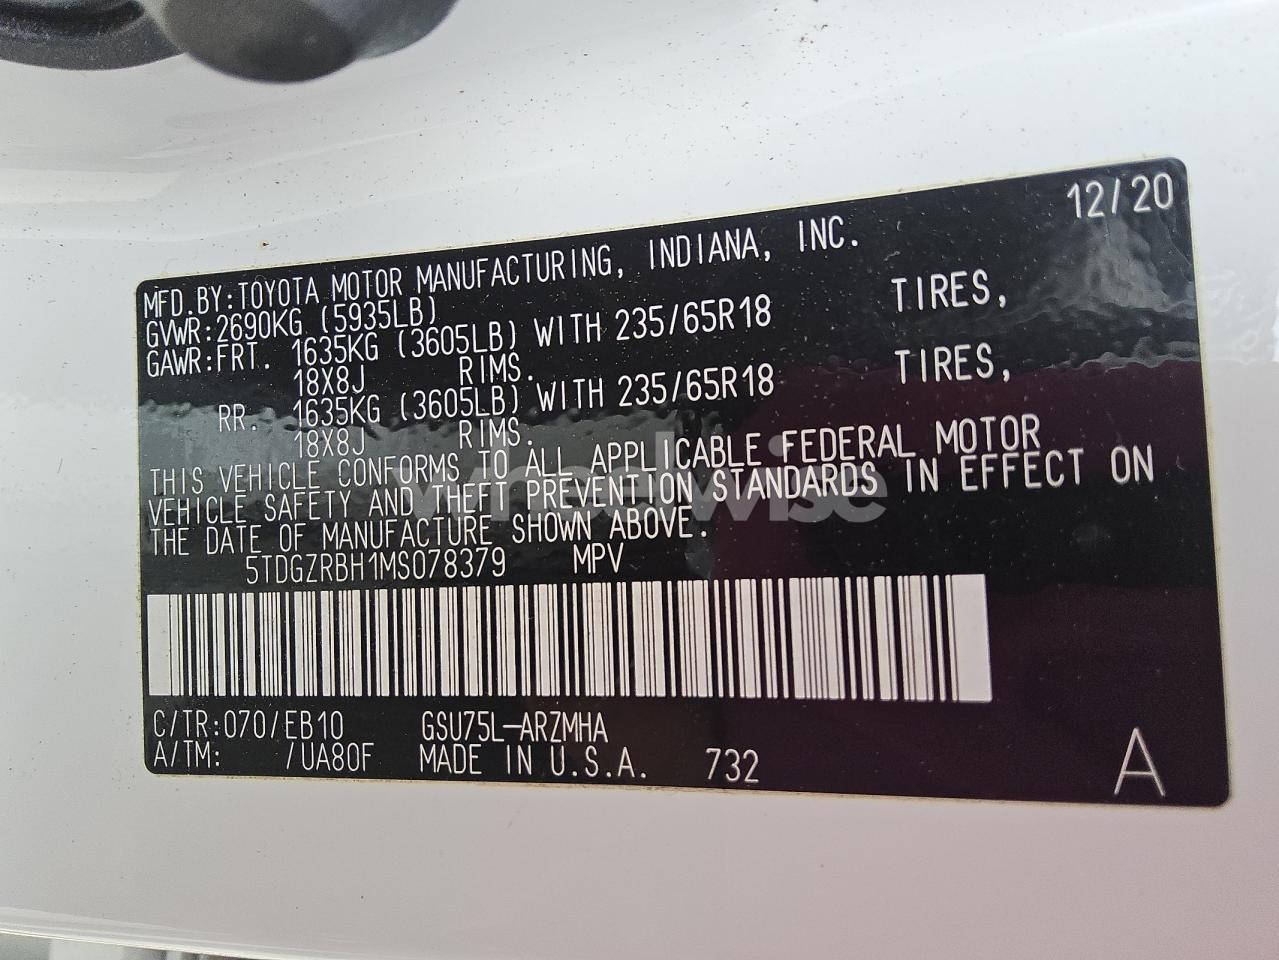 12/20
MFD.BY:TOYOTA MOTOR MANUFACTURING, INDIANA, INC.
GVWR:2690KG (5935LB)
GAWR:FRT. 1635KG (3605LB) WITH 235/65R18 TIRES,
18X8J RIMS.
RR. 1635KG (3605LB) WITH 235/65R18 TIRES,
18X8J RIMS.
THIS VEHICLE CONFORMS TO ALL APPLICABLE FEDERAL MOTOR
VEHICLE SAFETY AND THEFT PREVENTION STANDARDS IN EFFECT ON
THE DATE OF MANUFACTURE SHOWN ABOVE.
5TDGZRBH1MS078379 MPV
C/TR:070/EB10 GSU75L-ARZMHA
A/TM: /UA80F MADE IN U.S.A. 732
A
wheelwise